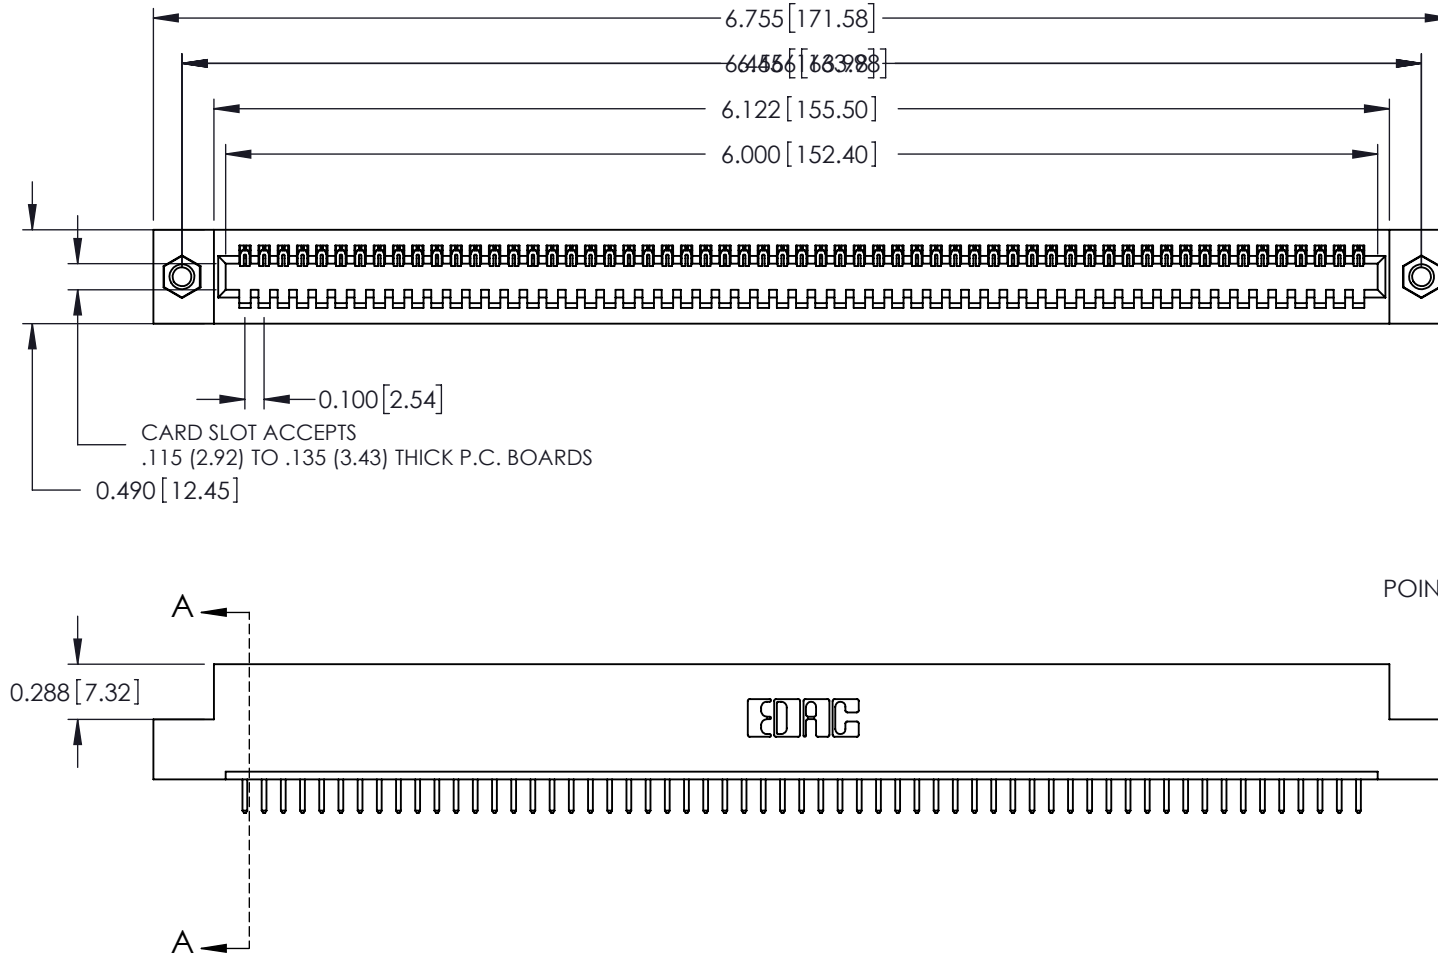 6.755 [171.58]
6.122 [155.50]
6.000 [152.40]
0.100 [2.54]
CARD SLOT ACCEPTS
.115 (2.92) TO .135 (3.43) THICK P.C. BOARDS
0.490 [12.45]
POIN
A
0.288 [7.32]
EDAC
A